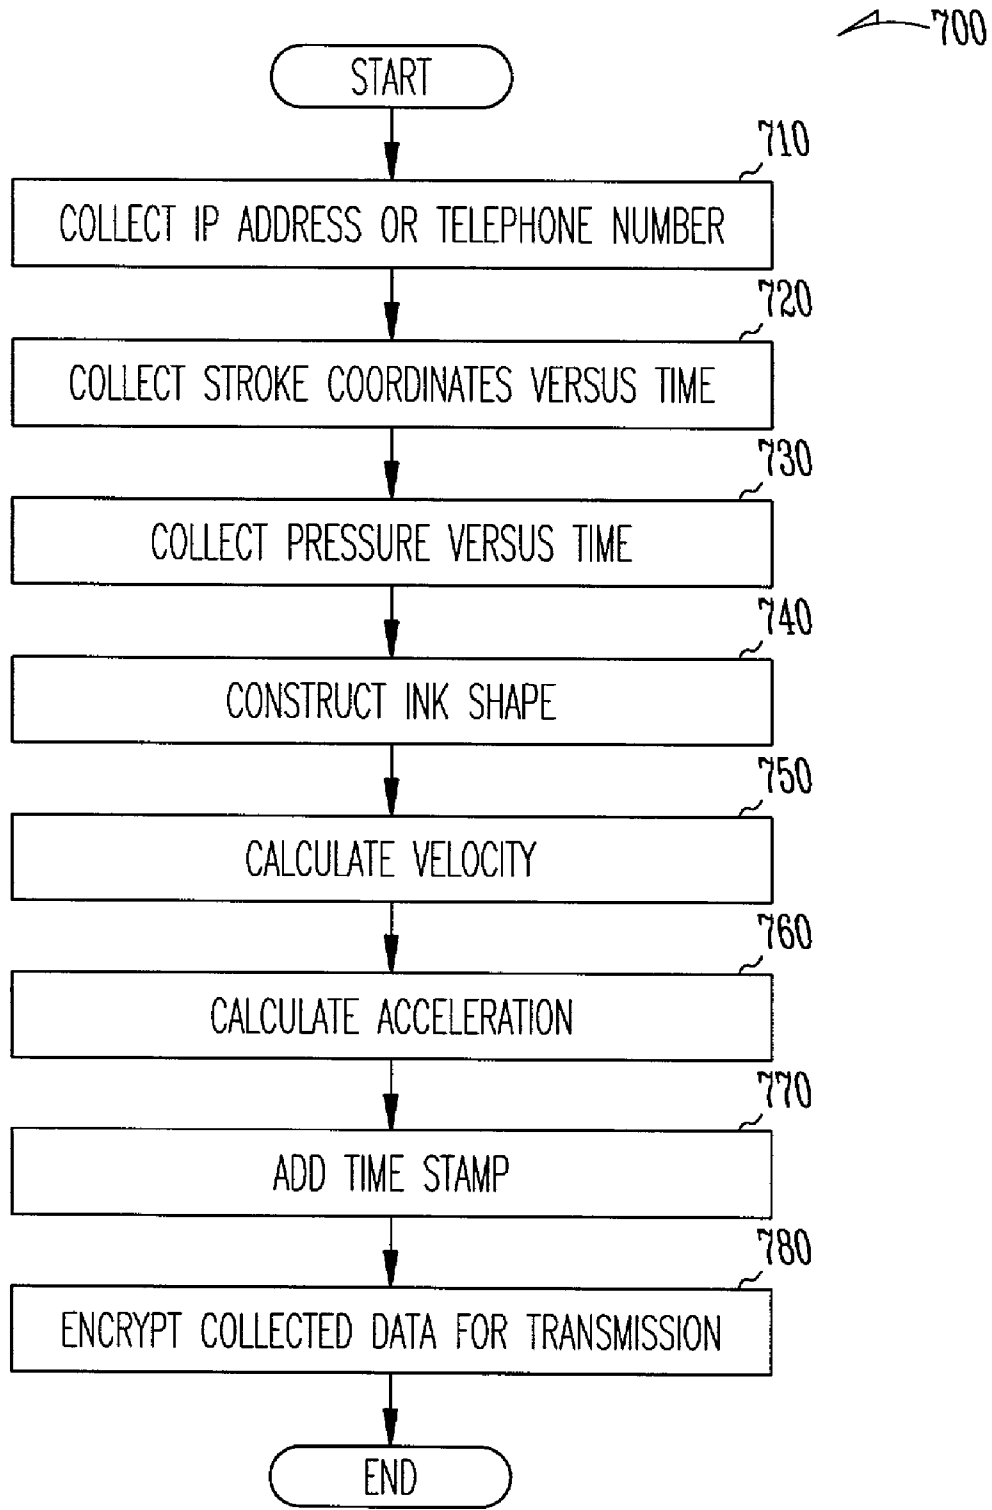 700
START
710
COLLECT IP ADDRESS OR TELEPHONE NUMBER
720
COLLECT STROKE COORDINATES VERSUS TIME
730
COLLECT PRESSURE VERSUS TIME
740
CONSTRUCT INK SHAPE
750
CALCULATE VELOCITY
760
CALCULATE ACCELERATION
770
ADD TIME STAMP
780
ENCRYPT COLLECTED DATA FOR TRANSMISSION
END